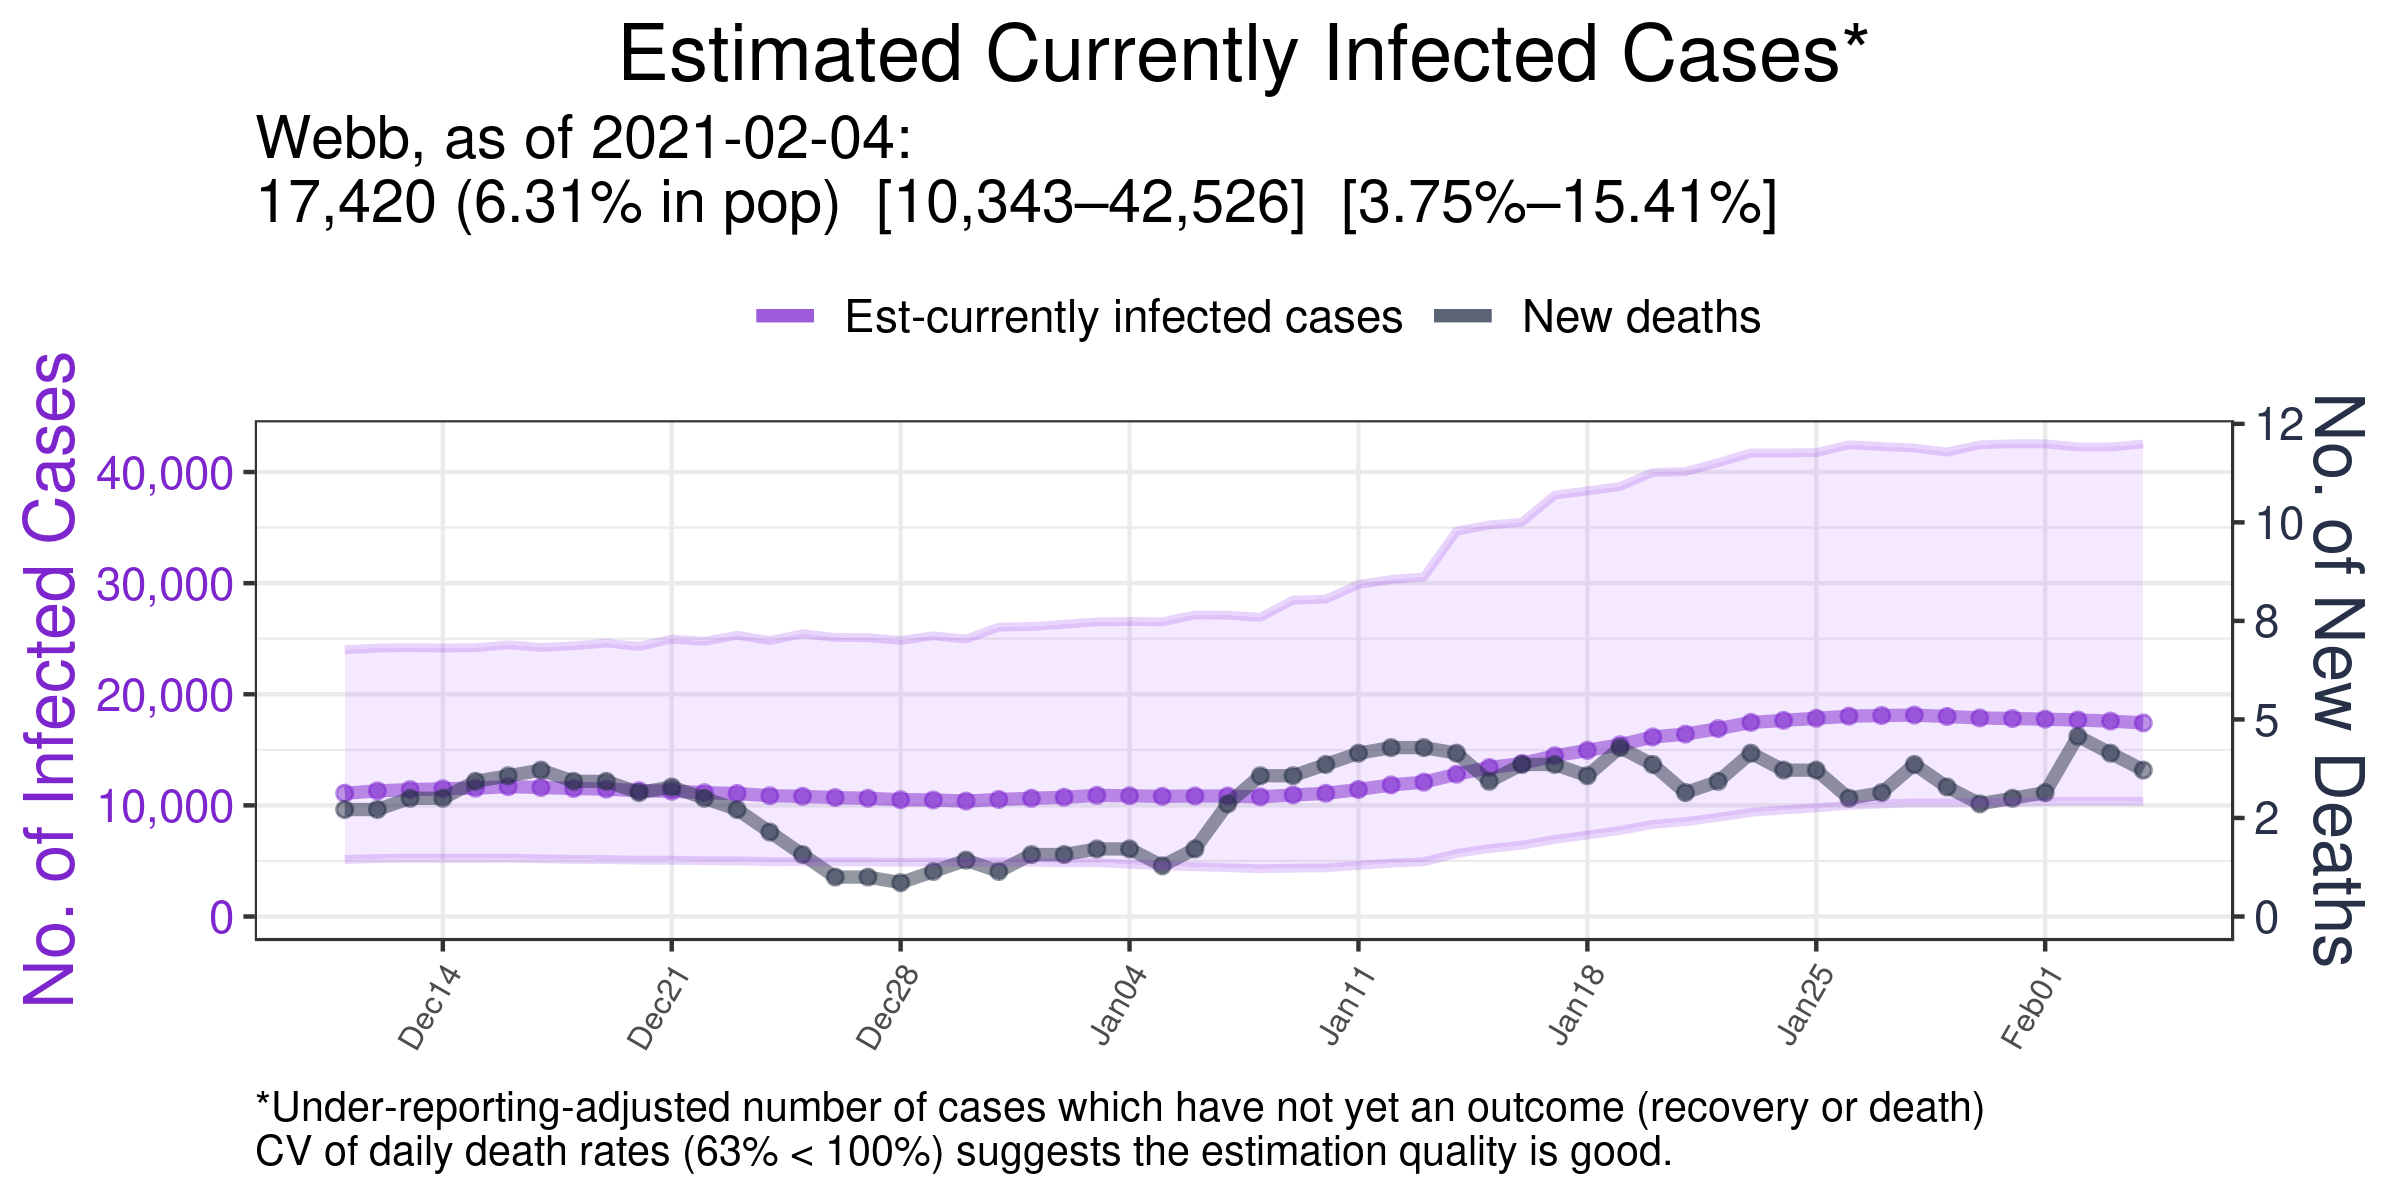 Estimated Currently Infected Cases*
Webb, as of 2021-02-04:
17,420 (6.31% in pop)  [10,343–42,526]  [3.75%–15.41%]
Est-currently infected cases
New deaths
No. of Infected Cases
40,000
30,000
20,000
10,000
0
12
10
8
5
2
0
No. of New Deaths
Dec14
Dec21
Dec28
Jan04
Jan11
Jan18
Jan25
Feb01
*Under-reporting-adjusted number of cases which have not yet an outcome (recovery or death)
CV of daily death rates (63% < 100%) suggests the estimation quality is good.